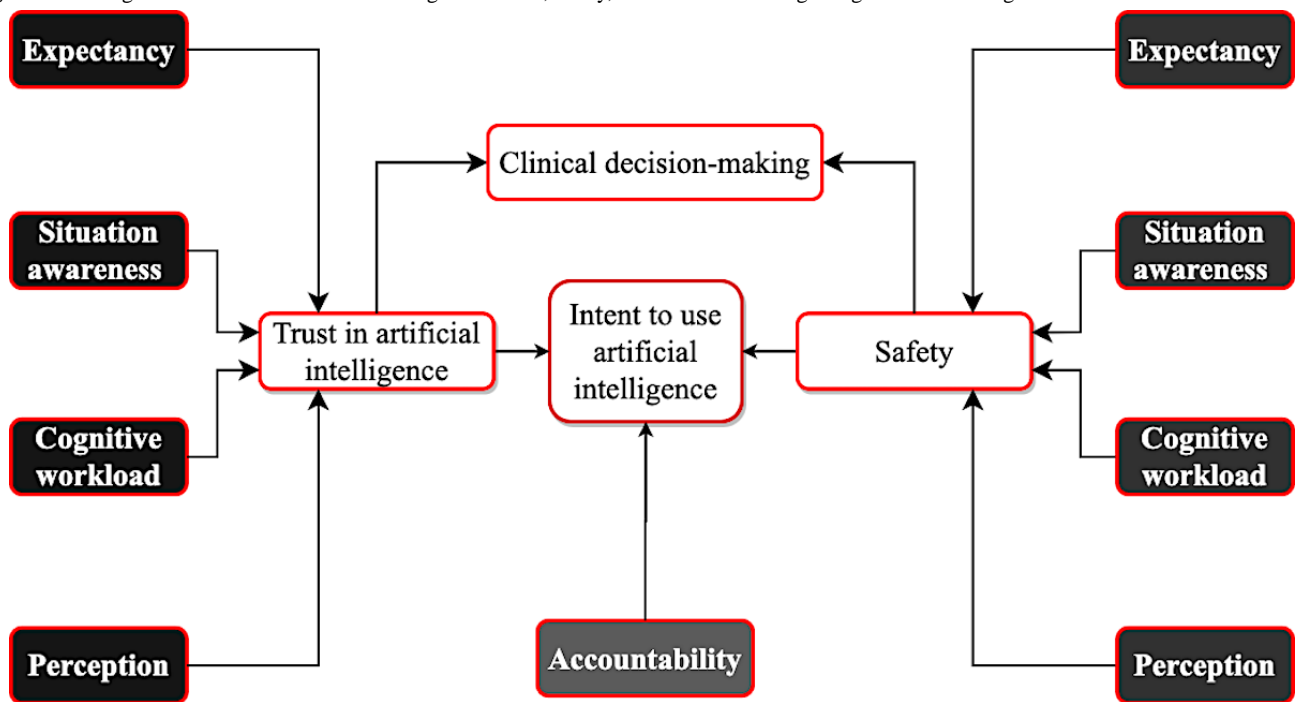 Expectancy
Expectancy
Clinical decision-making
Situation
awareness
Situation
awareness
Trust in artificial
intelligence
Intent to use
artificial
intelligence
Safety
Cognitive
workload
Cognitive
workload
Perception
Accountability
Perception